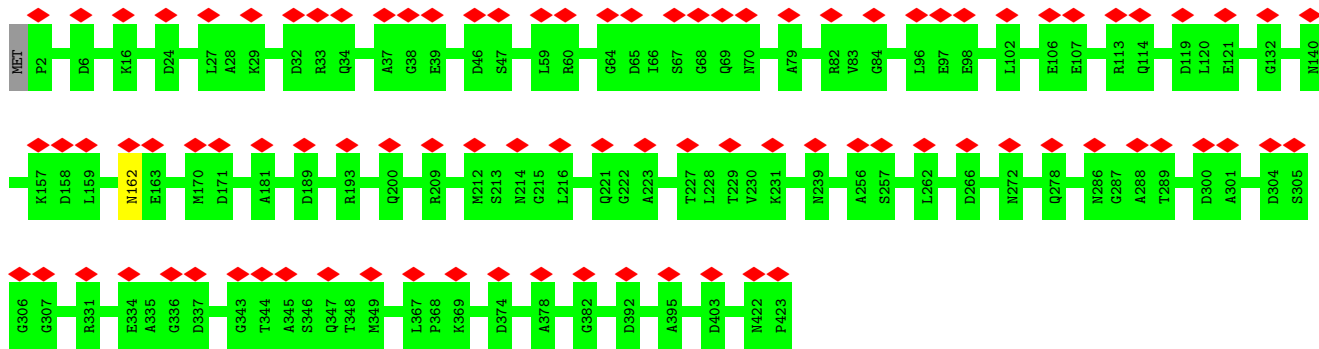 MET P2 D6 K16 D24 L27 A28 K29 D32 R33 Q34 A37 G38 E39 D46 S47 L59 R60 G64 D65 I66 S67 G68 Q69 N70 A79 R82 V83 G84 L96 E97 E98 L102 E106 E107 R113 Q114 D119 L120 E121 G132 N140
K157 D158 L159 N162 E163 M170 D171 A181 D189 R193 Q200 R209 M212 S213 N214 G215 L216 Q221 G222 A223 T227 L228 T229 V230 K231 N239 A256 S257 L262 D266 N272 Q278 N286 G287 A288 T289 D300 A301 D304 S305
G306 G307 R331 E334 A335 G336 D337 G343 T344 A345 S346 Q347 T348 M349 L367 P368 K369 D374 A378 G382 D392 A395 D403 N422 P423